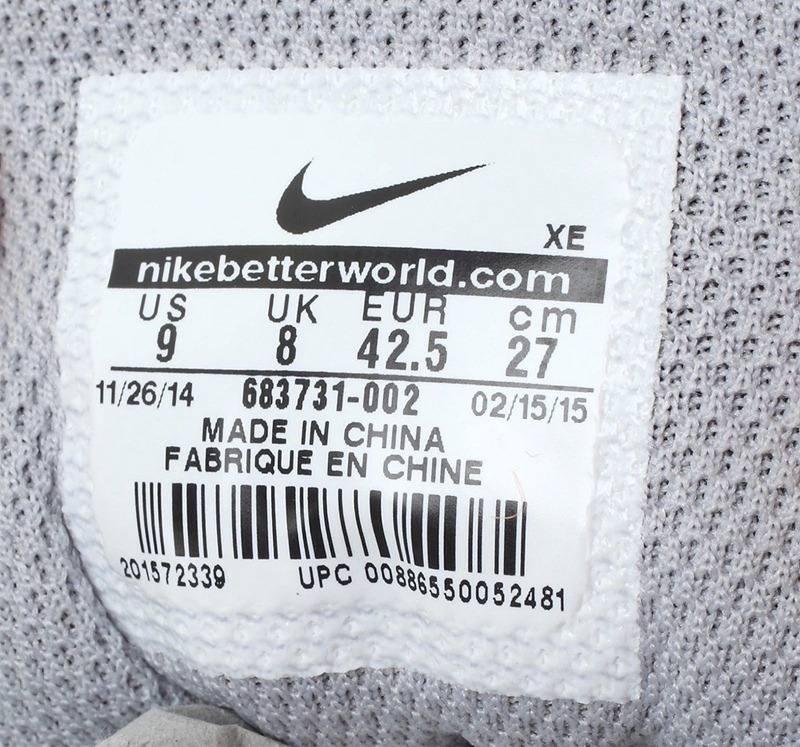 XE
nikebetterworld.com
US UK EUR cm
9 8 42.5 27
11/26/14 683731-002 02/15/15
MADE IN CHINA
FABRIQUE EN CHINE
201572339 UPC 00886550052481